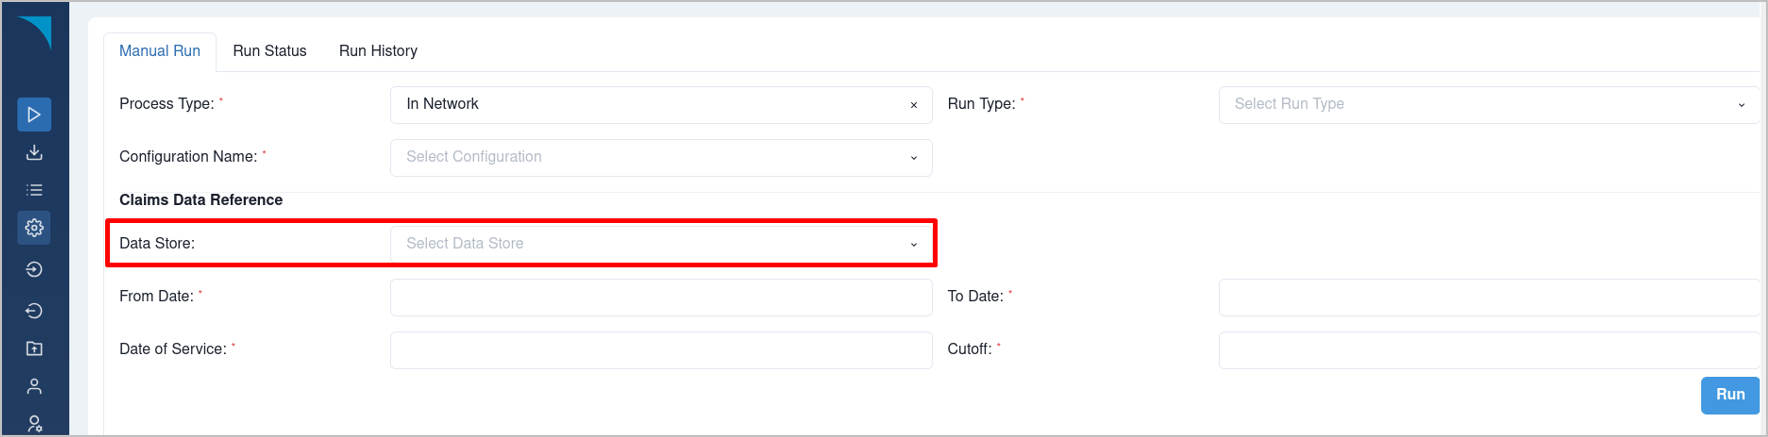 Manual Run Run Status Run History
Process Type: * In Network × Run Type: * Select Run Type
Configuration Name: * Select Configuration
Claims Data Reference
Data Store: Select Data Store
From Date: * To Date: *
Date of Service: * Cutoff: *
Run